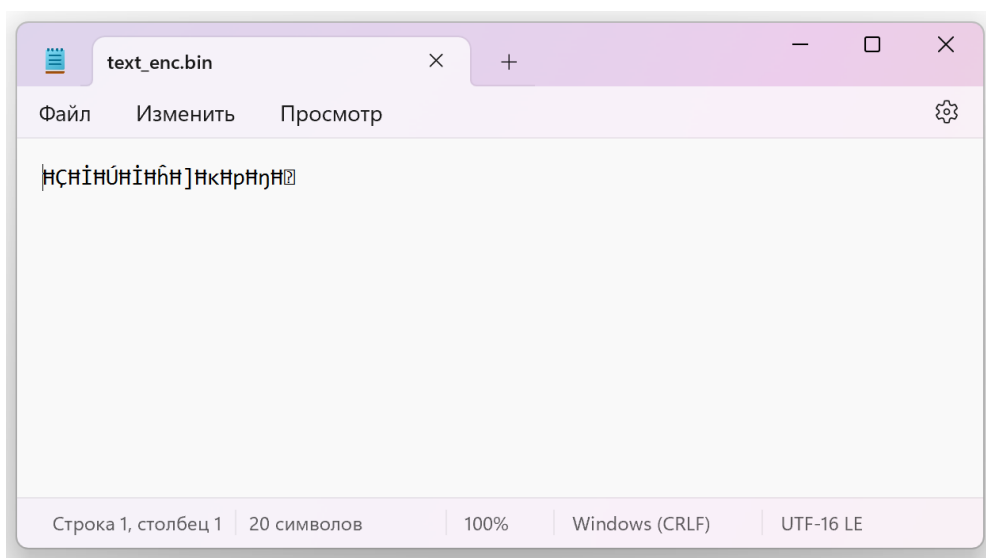 text_enc.bin
Файл Изменить Просмотр
ĦÇĦİĦÚĦİĦĥĦ]ĦĸĦpĦŋĦ
Строка 1, столбец 1 20 символов 100% Windows (CRLF) UTF-16 LE